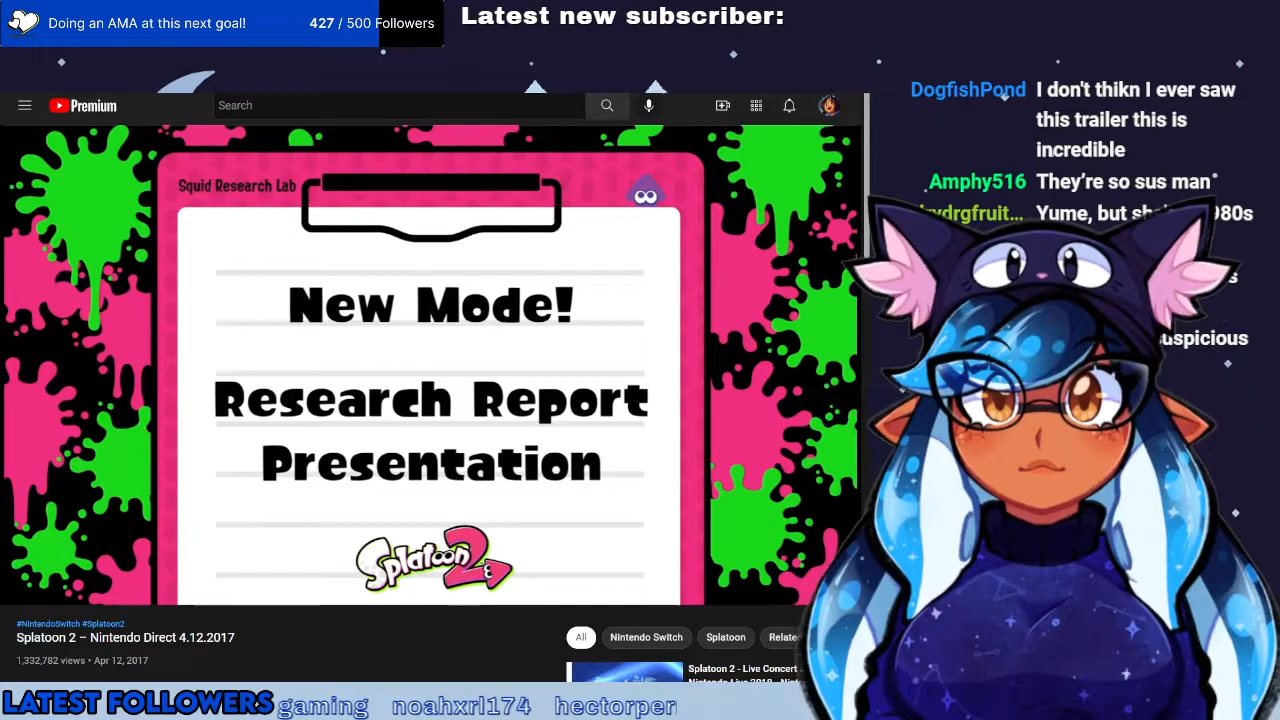 Doing an AMA at this next goal! 427 / 500 Followers
Latest new subscriber:
Premium
Search
DogfishPond I don't thikn I ever saw
this trailer this is
incredible
Amphy516 They’re so sus man
Yume, but
Squid Research Lab
New Mode!
Research Report
Presentation
Splatoon 2
#NintendoSwitch #Splatoon2
Splatoon 2 – Nintendo Direct 4.12.2017
1,332,782 views • Apr 12, 2017
All Nintendo Switch Splatoon
Splatoon 2 - Live Concert
LATEST FOLLOWERS gaming noahxrl174 hectorper